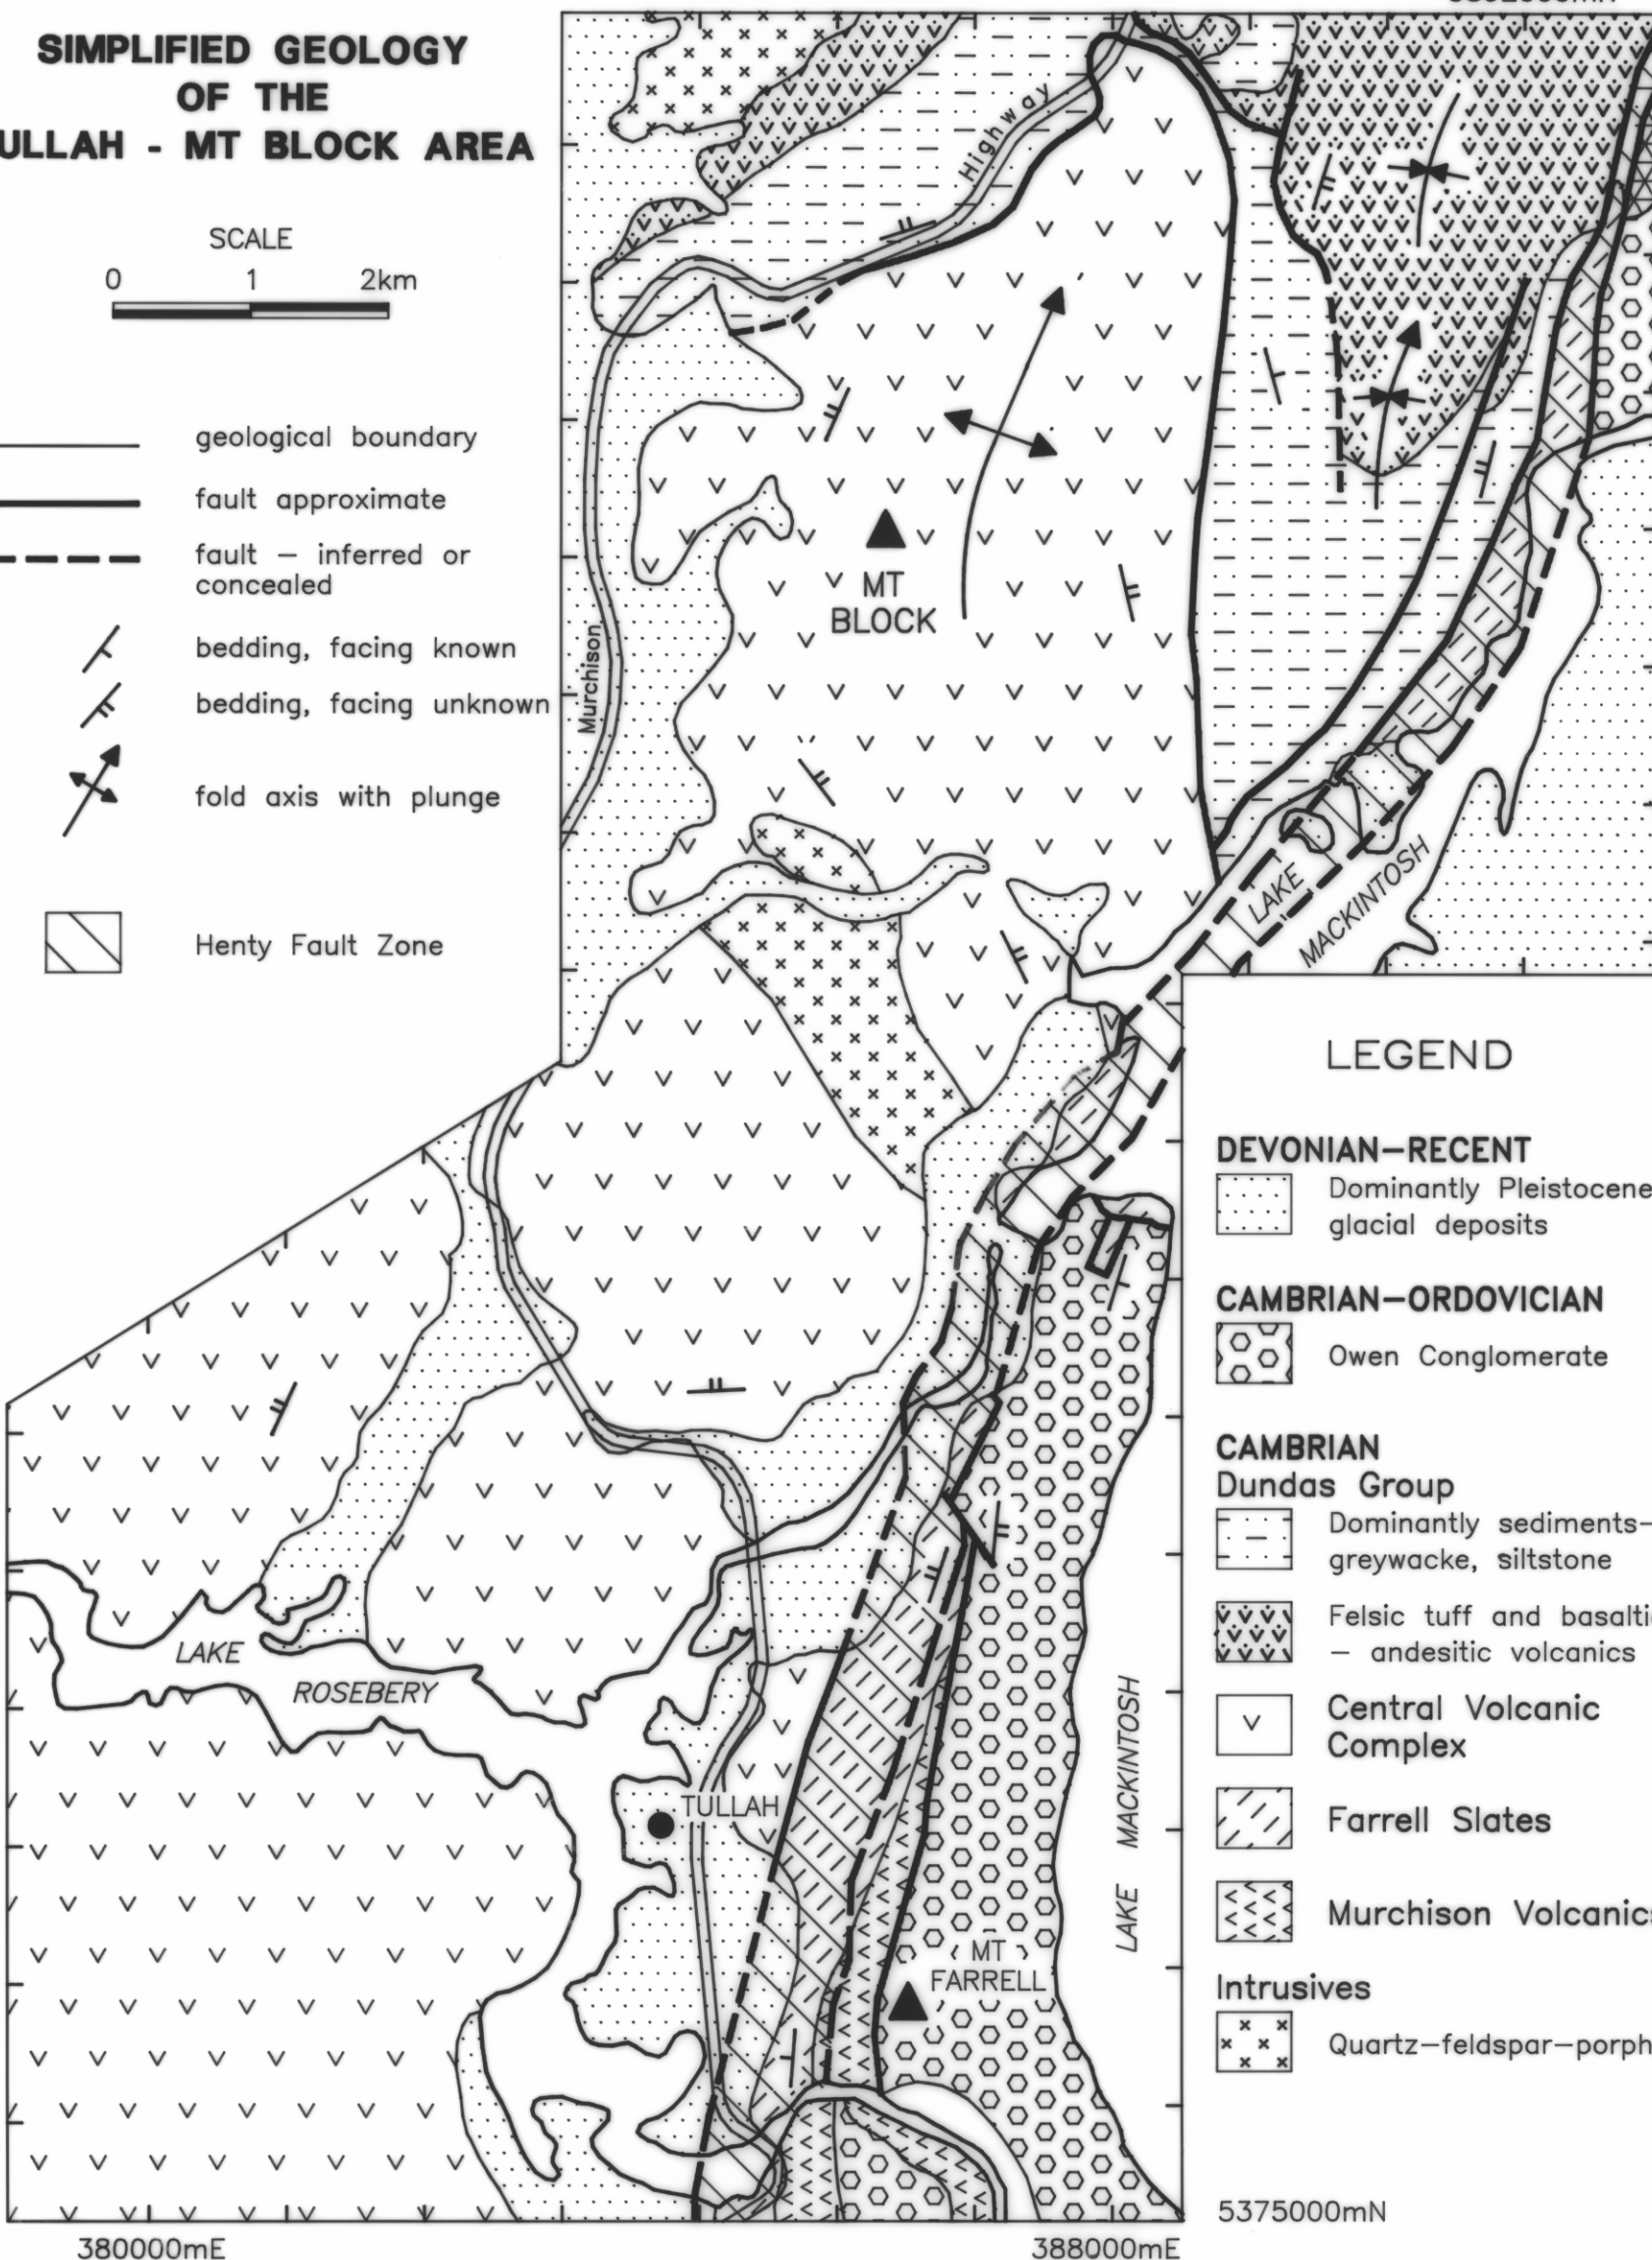 SIMPLIFIED GEOLOGY
OF THE
ULLAH - MT BLOCK AREA
SCALE
0 1 2km
geological boundary
fault approximate
fault — inferred or
concealed
bedding, facing known
bedding, facing unknown
fold axis with plunge
Henty Fault Zone
Highway
Murchison
MT
BLOCK
LAKE
MACKINTOSH
LAKE
ROSEBERY
TULLAH
MT
FARRELL
LAKE MACKINTOSH
LEGEND
DEVONIAN—RECENT
Dominantly Pleistocene
glacial deposits
CAMBRIAN—ORDOVICIAN
Owen Conglomerate
CAMBRIAN
Dundas Group
Dominantly sediments—
greywacke, siltstone
Felsic tuff and basalti
— andesitic volcanics
Central Volcanic
Complex
Farrell Slates
Murchison Volcanics
Intrusives
Quartz—feldspar—porph
5375000mN
380000mE
388000mE